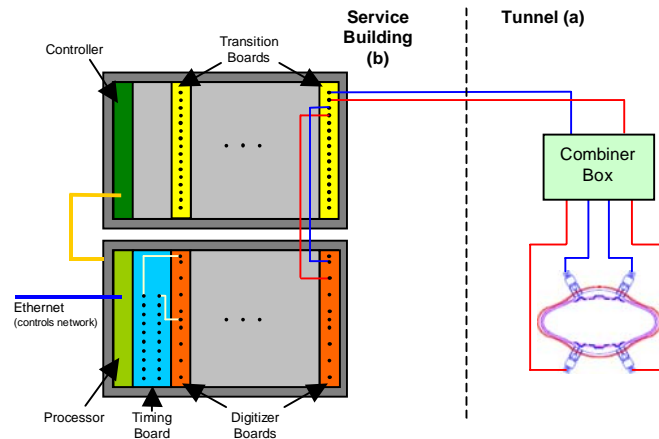 Service
Building
(b)
Tunnel (a)
Controller
Transition
Boards
Combiner
Box
Ethernet
(controls network)
Processor
Timing
Board
Digitizer
Boards